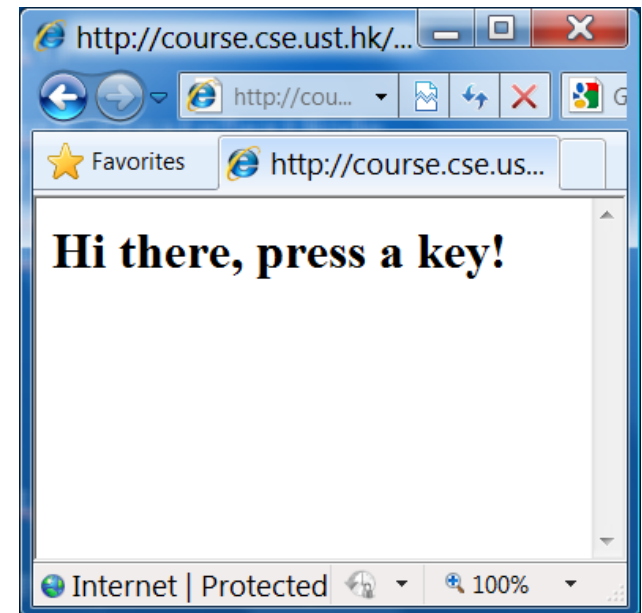 http://course.cse.ust.hk/...
http://cou...
G
Favorites
http://course.cse.us...
Hi there, press a key!
Internet | Protected
100%